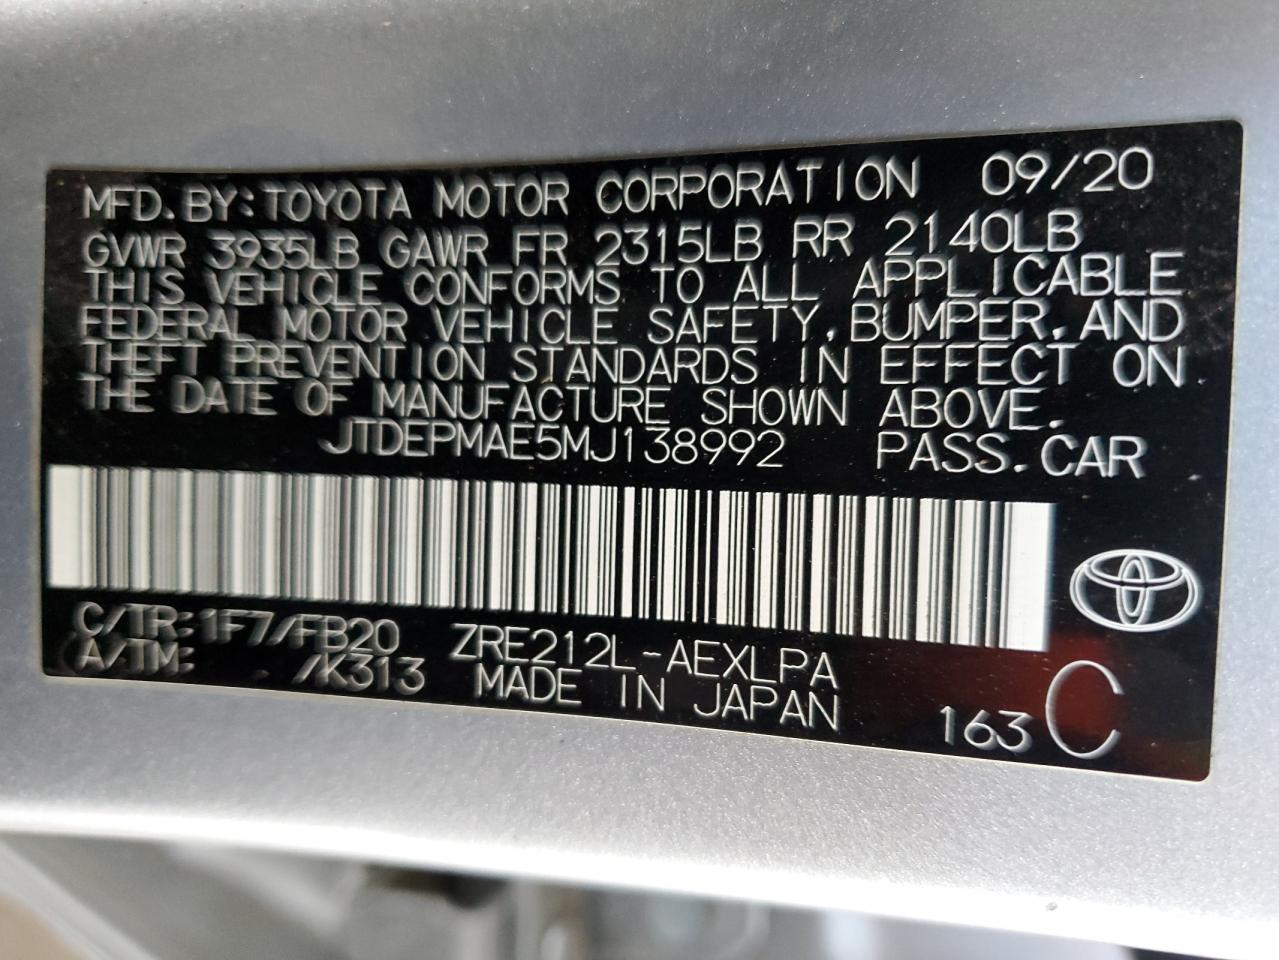 MFD. BY: TOYOTA MOTOR CORPORATION 09/20
GVWR 3935LB GAWR FR 2315LB RR 2140LB
THIS VEHICLE CONFORMS TO ALL APPLICABLE
FEDERAL MOTOR VEHICLE SAFETY, BUMPER, AND
THEFT PREVENTION STANDARDS IN EFFECT ON
THE DATE OF MANUFACTURE SHOWN ABOVE.
JTDEPMAE5MJ138992 PASS. CAR
C/TR: 1F7/FB20 ZRE212L-AEXLPA
A/TM: /K313 MADE IN JAPAN 163 C